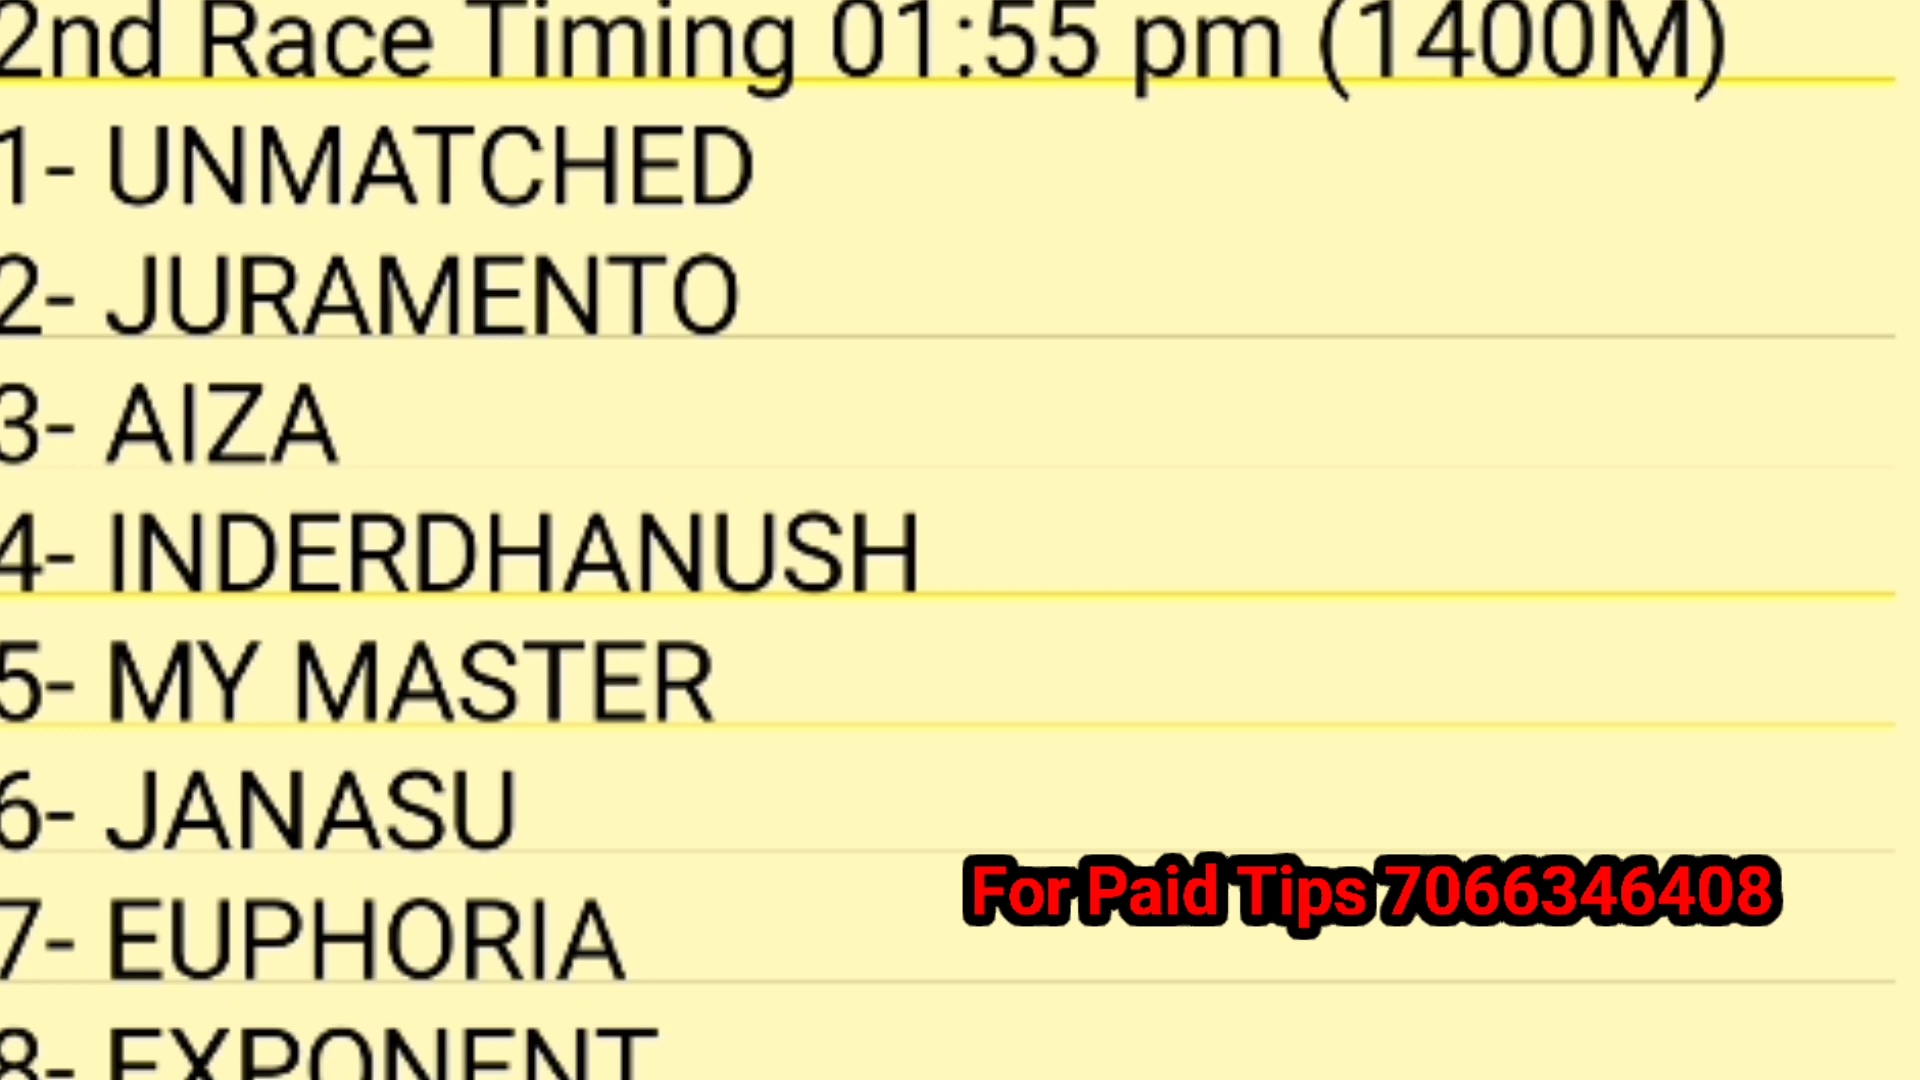 2nd Race Timing 01:55 pm (1400M)
1- UNMATCHED
2- JURAMENTO
3- AIZA
4- INDERDHANUSH
5- MY MASTER
6- JANASU
For Paid Tips 7066346408
7- EUPHORIA
8- EXPONENT